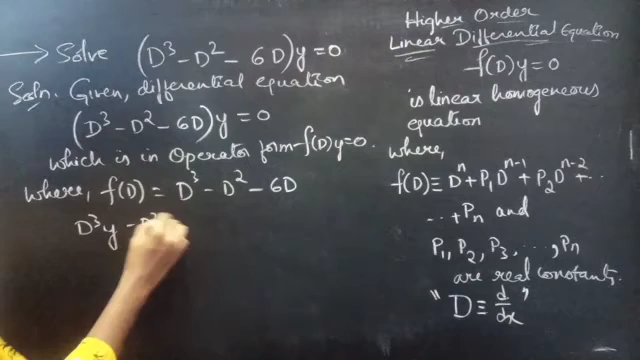 → Solve (D³ – D² – 6D)y = 0
Soln. Given, differential equation
(D³ – D² – 6D)y = 0
which is in Operator form f(D)y = 0.
where, f(D) = D³ – D² – 6D
D³y – D²
Higher Order
Linear Differential Equation
f(D)y = 0
is linear homogeneous
equation
where,
f(D) ≡ Dⁿ + P₁Dⁿ⁻¹ + P₂Dⁿ⁻² ..
..+Pn and
P₁, P₂, P₃, ..., Pn
are real constants.
"D ≡ d/dx"